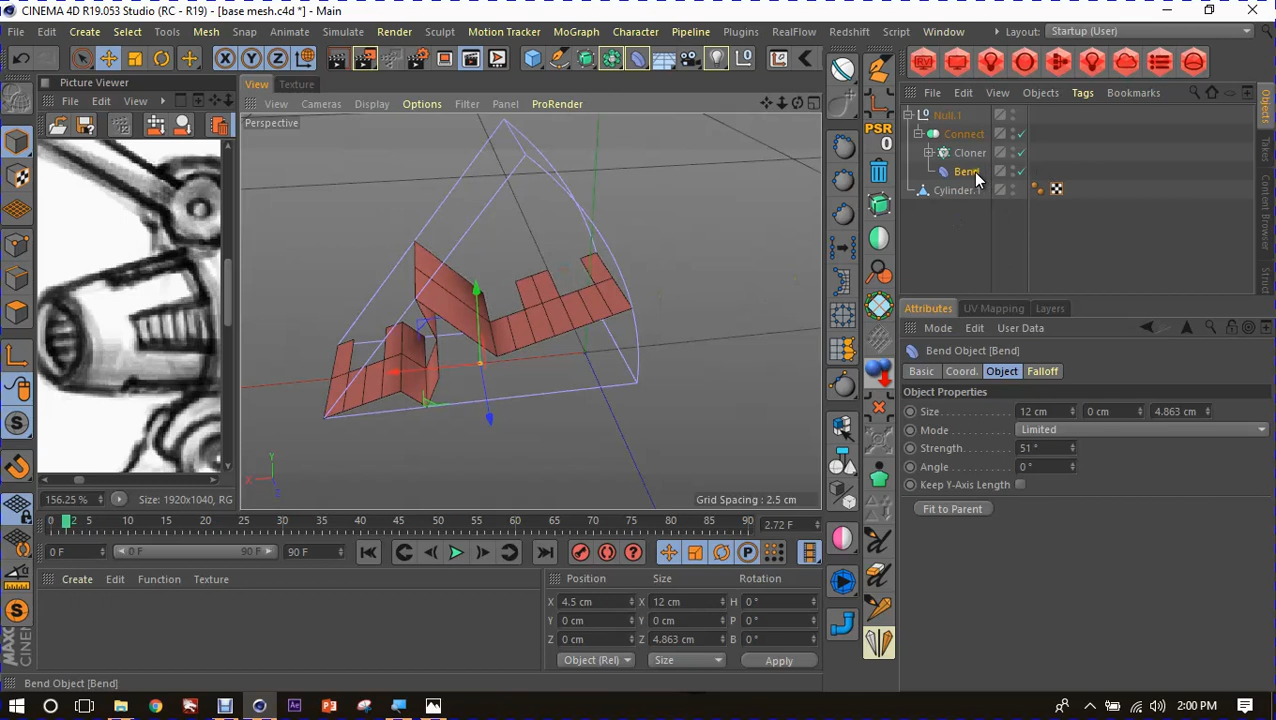 CINEMA 4D R19.053 Studio (RC - R19) - [base mesh.c4d *] - Main
File Edit Create Select Tools Mesh Snap Animate Simulate Render Sculpt Motion Tracker MoGraph Character Pipeline Plugins RealFlow Redshift Script Window Layout: Startup (User)
Picture Viewer
File Edit View
View Texture
View Cameras Display Options Filter Panel ProRender
Perspective
PSR
0
File Edit View Objects Tags Bookmarks
Null.1
Connect
Cloner
Bend
Cylinder.1
Objects
Takes
Content Browser
Attributes UV Mapping Layers
Mode Edit User Data
Bend Object [Bend]
Basic Coord. Object Falloff
Object Properties
Size 12 cm 0 cm 4.863 cm
Mode Limited
Strength. 51 °
Angle 0 °
Keep Y-Axis Length
Fit to Parent
Y
X
Z
Grid Spacing : 2.5 cm
156.25 % Size: 1920x1040, RG
0 2 5 10 15 20 25 30 35 40 45 50 55 60 65 70 75 80 85 90 2.72 F
0 F 0 F 90 F 90 F
Create Edit Function Texture
Position Size Rotation
X 4.5 cm X 12 cm H 0 °
Y 0 cm Y 0 cm P 0 °
Z 0 cm Z 4.863 cm B 0 °
Object (Rel) Size Apply
Bend Object [Bend]
2:00 PM